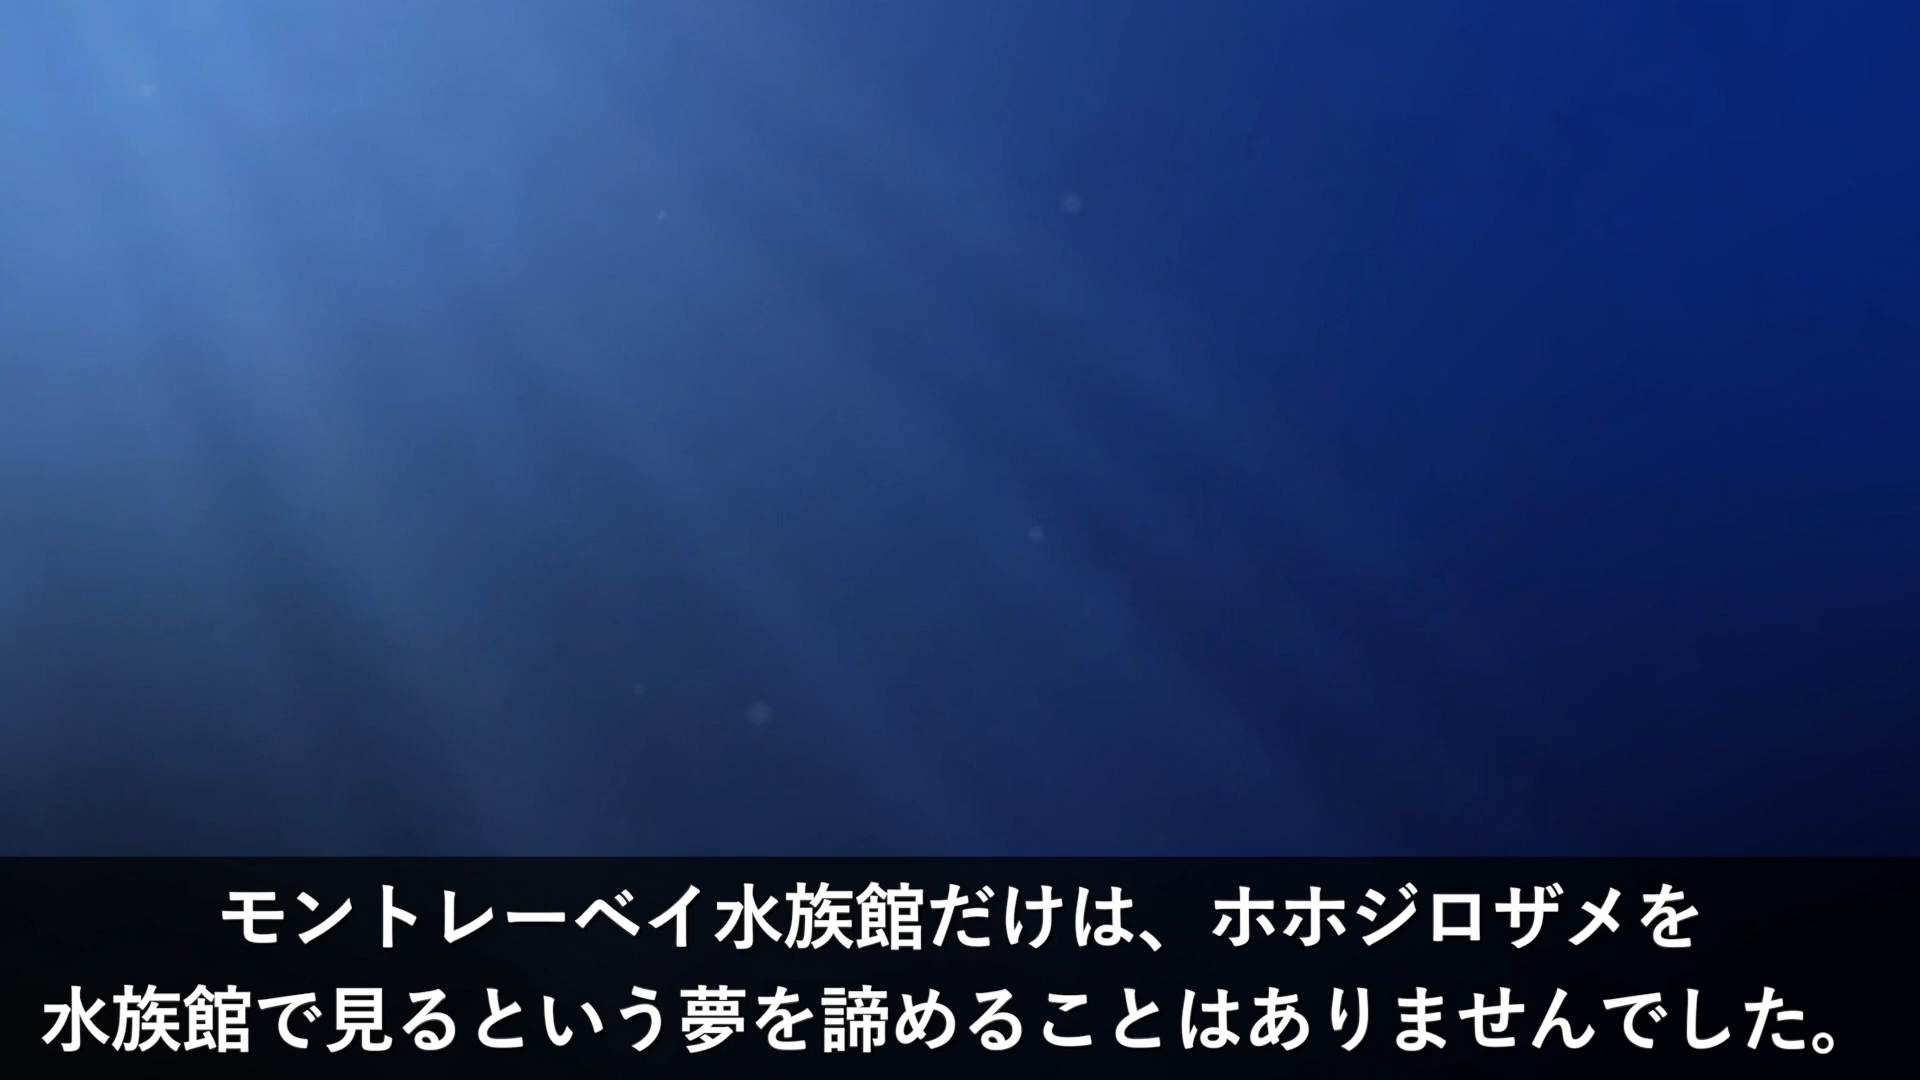 モントレーベイ水族館だけは、ホホジロザメを
水族館で見るという夢を諦めることはありませんでした。